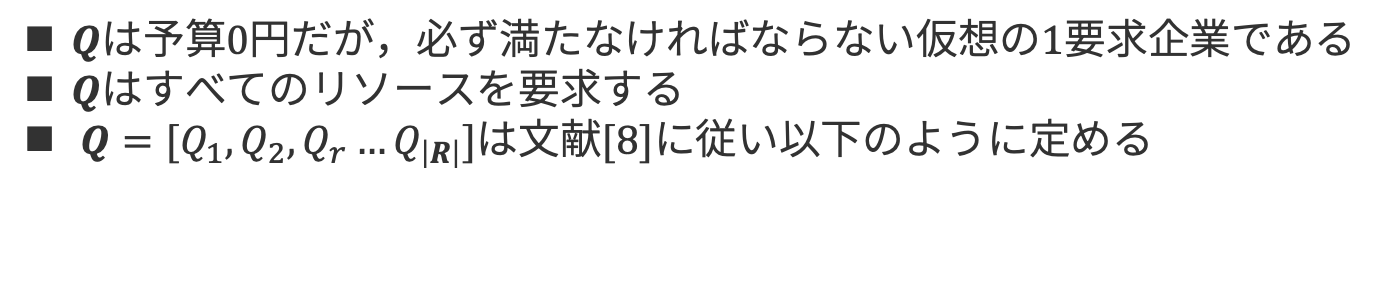 ■ Qは予算0円だが，必ず満たなければならない仮想の1要求企業である
■ Qはすべてのリソースを要求する
■ Q = [Q₁, Q₂, Qᵣ … Q|R|]は文献[8]に従い以下のように定める